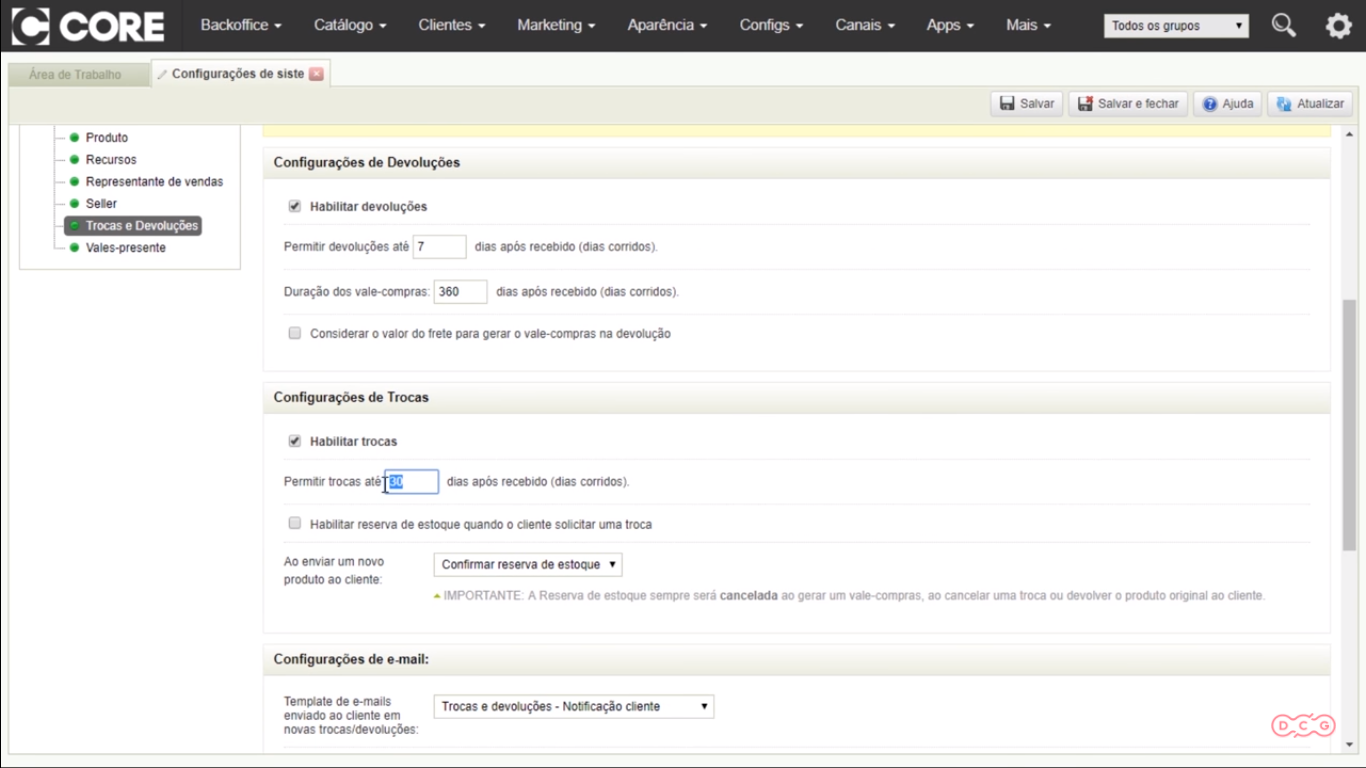 CORE
Backoffice
Catálogo
Clientes
Marketing
Aparência
Configs
Canais
Apps
Mais
Todos os grupos
Área de Trabalho
Configurações de siste
Salvar
Salvar e fechar
Ajuda
Atualizar
Produto
Recursos
Representante de vendas
Seller
Trocas e Devoluções
Vales-presente
Configurações de Devoluções
Habilitar devoluções
Permitir devoluções até 7 dias após recebido (dias corridos).
Duração dos vale-compras: 360 dias após recebido (dias corridos).
Considerar o valor do frete para gerar o vale-compras na devolução
Configurações de Trocas
Habilitar trocas
Permitir trocas até 30 dias após recebido (dias corridos).
Habilitar reserva de estoque quando o cliente solicitar uma troca
Ao enviar um novo
produto ao cliente:
Confirmar reserva de estoque
IMPORTANTE: A Reserva de estoque sempre será cancelada ao gerar um vale-compras, ao cancelar uma troca ou devolver o produto original ao cliente.
Configurações de e-mail:
Template de e-mails
enviado ao cliente em
novas trocas/devoluções:
Trocas e devoluções - Notificação cliente
DCG